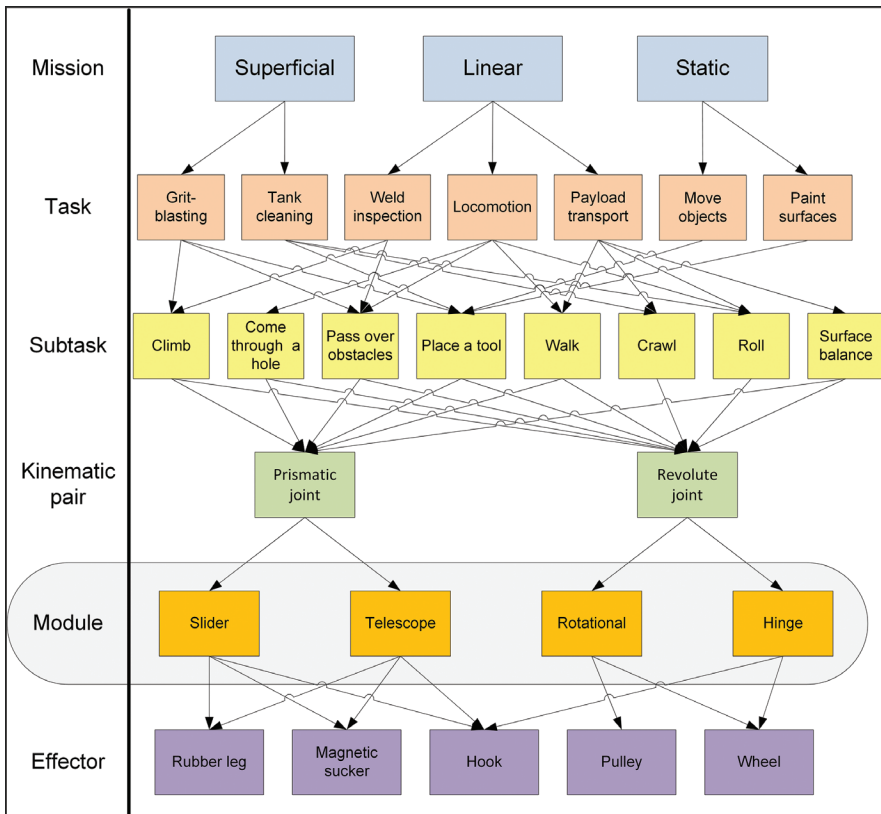 Mission
Superficial
Linear
Static
Task
Grit-
blasting
Tank
cleaning
Weld
inspection
Locomotion
Payload
transport
Move
objects
Paint
surfaces
Subtask
Climb
Come
through a
hole
Pass over
obstacles
Place a tool
Walk
Crawl
Roll
Surface
balance
Kinematic
pair
Prismatic
joint
Revolute
joint
Module
Slider
Telescope
Rotational
Hinge
Effector
Rubber leg
Magnetic
sucker
Hook
Pulley
Wheel